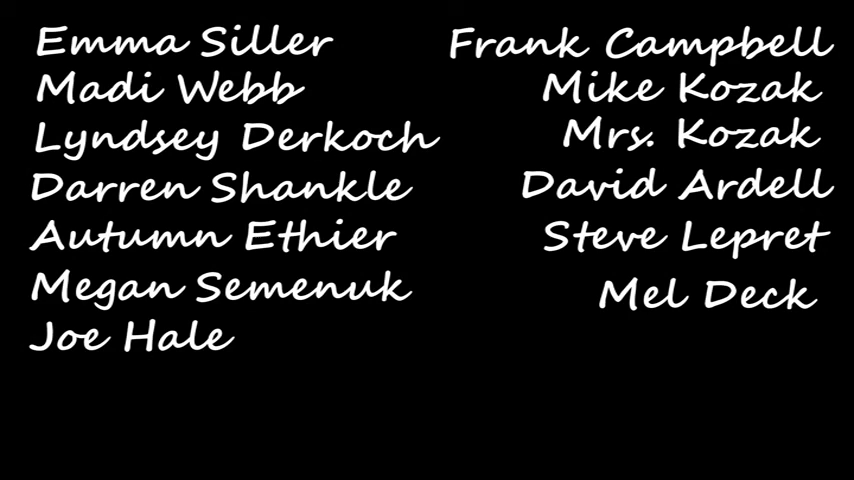 Emma Siller
Madi Webb
Lyndsey Derkoch
Darren Shankle
Autumn Ethier
Megan Semenuk
Joe Hale
Frank Campbell
Mike Kozak
Mrs. Kozak
David Ardell
Steve Lepret
Mel Deck